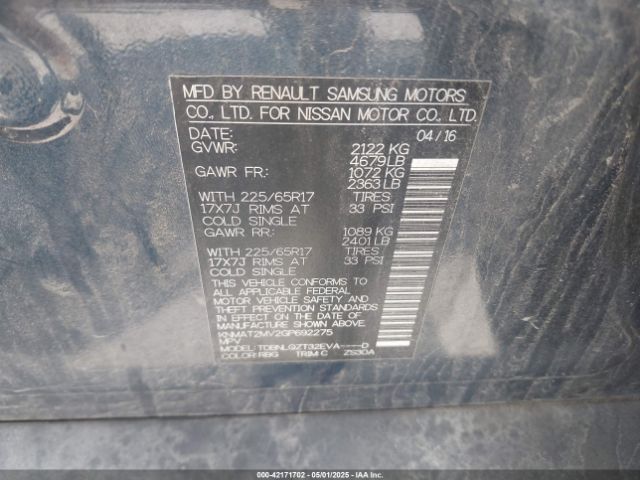 MFD BY RENAULT SAMSUNG MOTORS
CO., LTD. FOR NISSAN MOTOR CO., LTD.
DATE: 04/16
GVWR: 2122 KG
4679 LB
GAWR FR: 1072 KG
2363 LB
WITH 225/65R17 TIRES
17X7J RIMS AT 33 PSI
COLD SINGLE
GAWR RR: 1089 KG
2401 LB
WITH 225/65R17 TIRES
17X7J RIMS AT 33 PSI
COLD SINGLE
THIS VEHICLE CONFORMS TO
ALL APPLICABLE FEDERAL
MOTOR VEHICLE SAFETY AND
THEFT PREVENTION
STANDARDS IN EFFECT ON
THE DATE OF
MANUFACTURE SHOWN ABOVE.
KNMAT2MV2GP692275
MPV
MODEL: TDBNLQZT32EVA----D
COLOR: RBG TRIM: C ZS30A
000-42171702 - 05/01/2025 - IAA Inc.